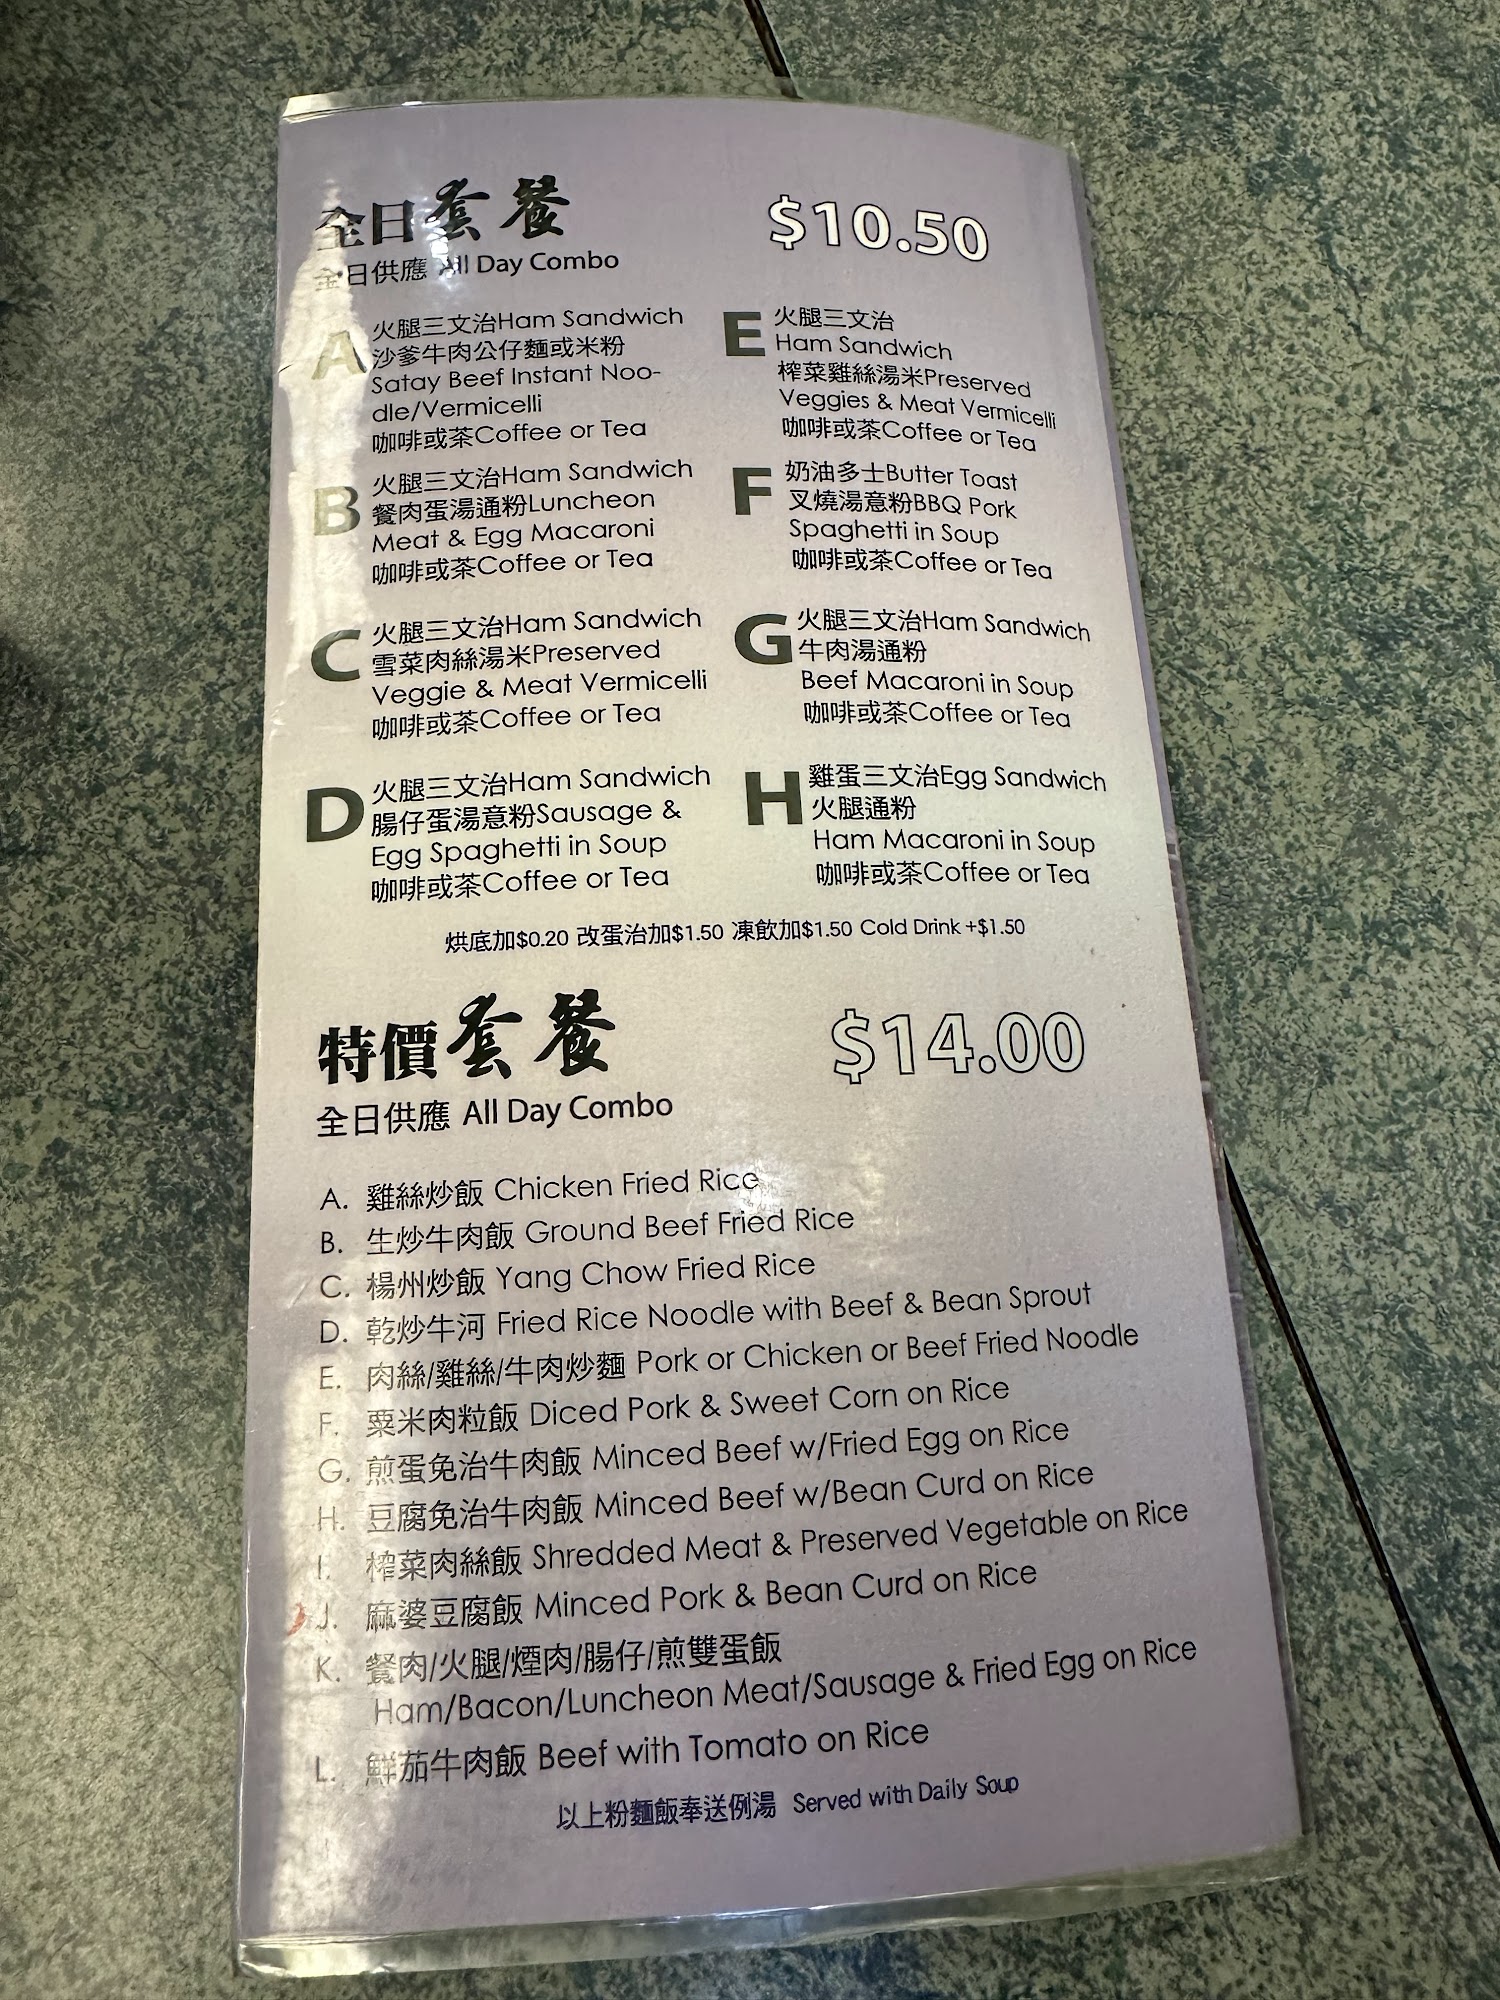 全日套餐
$10.50
全日供應 All Day Combo
A
火腿三文治Ham Sandwich
沙爹牛肉公仔麵或米粉
Satay Beef Instant Noo-
dle/Vermicelli
咖啡或茶Coffee or Tea
B
火腿三文治Ham Sandwich
餐肉蛋湯通粉Luncheon
Meat & Egg Macaroni
咖啡或茶Coffee or Tea
C
火腿三文治Ham Sandwich
雪菜肉絲湯米Preserved
Veggie & Meat Vermicelli
咖啡或茶Coffee or Tea
D
火腿三文治Ham Sandwich
腸仔蛋湯意粉Sausage &
Egg Spaghetti in Soup
咖啡或茶Coffee or Tea
E
火腿三文治
Ham Sandwich
榨菜雞絲湯米Preserved
Veggies & Meat Vermicelli
咖啡或茶Coffee or Tea
F
奶油多士Butter Toast
叉燒湯意粉BBQ Pork
Spaghetti in Soup
咖啡或茶Coffee or Tea
G
火腿三文治Ham Sandwich
牛肉湯通粉
Beef Macaroni in Soup
咖啡或茶Coffee or Tea
H
雞蛋三文治Egg Sandwich
火腿通粉
Ham Macaroni in Soup
咖啡或茶Coffee or Tea
烘底加$0.20 改蛋治加$1.50 凍飲加$1.50 Cold Drink +$1.50
特價套餐
$14.00
全日供應 All Day Combo
A. 雞絲炒飯 Chicken Fried Rice
B. 生炒牛肉飯 Ground Beef Fried Rice
C. 楊州炒飯 Yang Chow Fried Rice
D. 乾炒牛河 Fried Rice Noodle with Beef & Bean Sprout
E. 肉絲/雞絲/牛肉炒麵 Pork or Chicken or Beef Fried Noodle
F. 粟米肉粒飯 Diced Pork & Sweet Corn on Rice
G. 煎蛋免治牛肉飯 Minced Beef w/Fried Egg on Rice
H. 豆腐免治牛肉飯 Minced Beef w/Bean Curd on Rice
I. 榨菜肉絲飯 Shredded Meat & Preserved Vegetable on Rice
J. 麻婆豆腐飯 Minced Pork & Bean Curd on Rice
K. 餐肉/火腿/煙肉/腸仔/煎雙蛋飯
Ham/Bacon/Luncheon Meat/Sausage & Fried Egg on Rice
L. 鮮茄牛肉飯 Beef with Tomato on Rice
以上粉麵飯奉送例湯 Served with Daily Soup